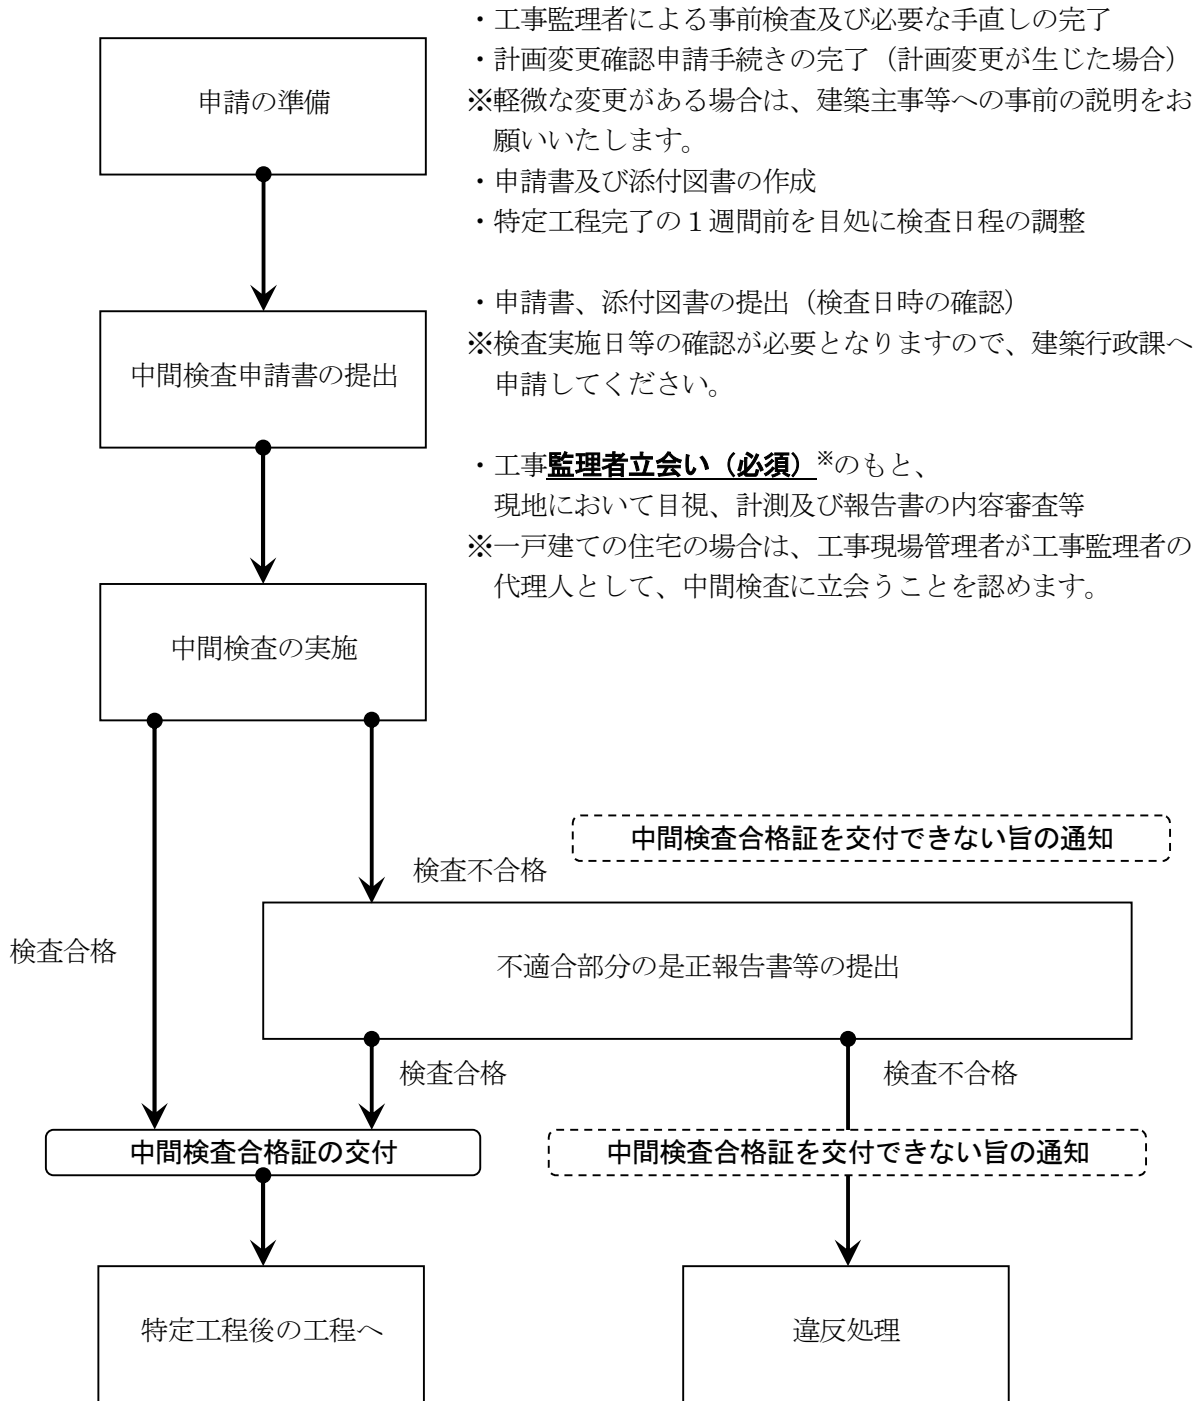 ・工事監理者による事前検査及び必要な手直しの完了
・計画変更確認申請手続きの完了（計画変更が生じた場合）
※軽微な変更がある場合は、建築主事等への事前の説明をお
願いいたします。
・申請書及び添付図書の作成
・特定工程完了の１週間前を目処に検査日程の調整
申請の準備
・申請書、添付図書の提出（検査日時の確認）
※検査実施日等の確認が必要となりますので、建築行政課へ
申請してください。
中間検査申請書の提出
・工事監理者立会い（必須）※のもと、
現地において目視、計測及び報告書の内容審査等
※一戸建ての住宅の場合は、工事現場管理者が工事監理者の
代理人として、中間検査に立会うことを認めます。
中間検査の実施
中間検査合格証を交付できない旨の通知
検査不合格
検査合格
不適合部分の是正報告書等の提出
検査合格
検査不合格
中間検査合格証の交付
中間検査合格証を交付できない旨の通知
特定工程後の工程へ
違反処理